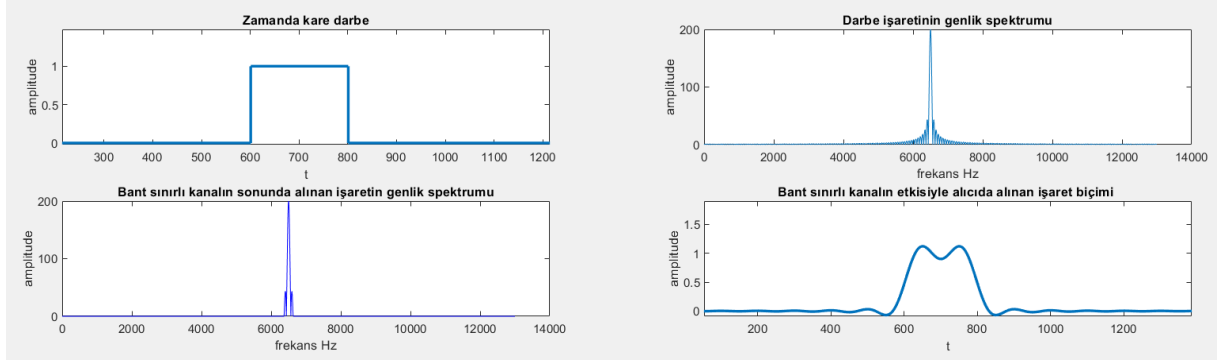 Zamanda kare darbe
amplitude
1
0.5
0
300 400 500 600 700 800 900 1000 1100 1200
t
Darbe işaretinin genlik spektrumu
amplitude
200
100
0
0 2000 4000 6000 8000 10000 12000 14000
frekans Hz
Bant sınırlı kanalın sonunda alınan işaretin genlik spektrumu
amplitude
200
100
0
0 2000 4000 6000 8000 10000 12000 14000
frekans Hz
Bant sınırlı kanalın etkisiyle alıcıda alınan işaret biçimi
amplitude
1.5
1
0.5
0
200 400 600 800 1000 1200
t